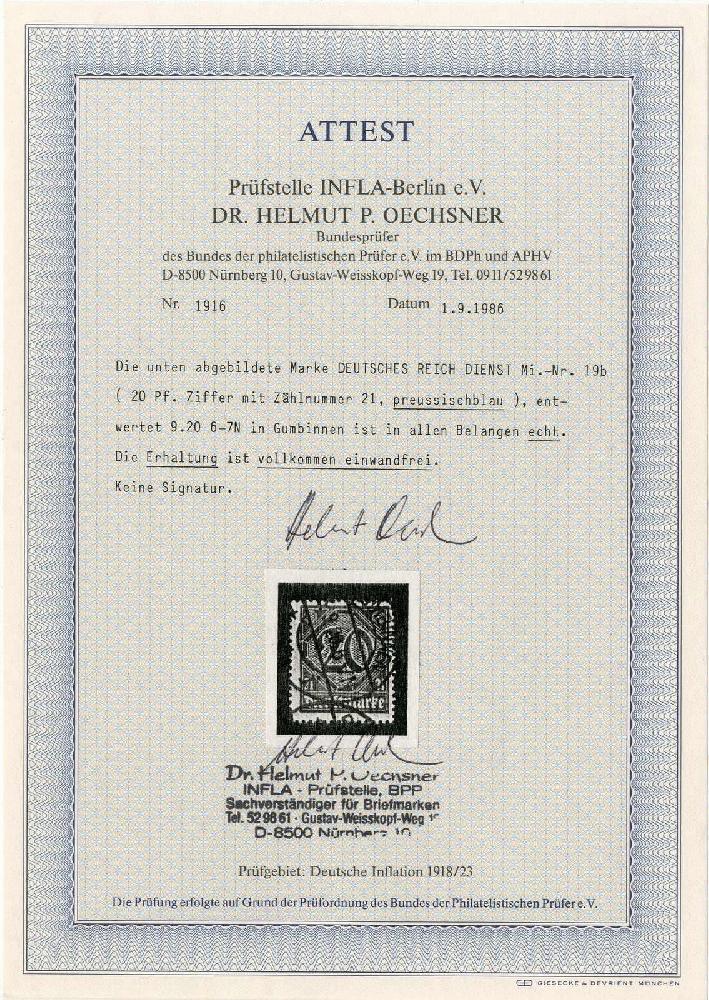 ATTEST
Prüfstelle INFLA-Berlin e.V.
DR. HELMUT P. OECHSNER
Bundesprüfer
des Bundes der philatelistischen Prüfer e.V. im BDPh und APHV
D-8500 Nürnberg 10, Gustav-Weisskopf-Weg 19, Tel. 0911/529861
Nr. 1916 Datum 1.9.1986
Die unten abgebildete Marke DEUTSCHES REICH DIENST Mi.-Nr. 19b
( 20 Pf. Ziffer mit Zählnummer 21, preussischblau ), ent-
wertet 9.20 6-7N in Gumbinnen ist in allen Belangen echt.
Die Erhaltung ist vollkommen einwandfrei.
Keine Signatur.
20
21
Dr. Helmut P. Oechsner
INFLA - Prüfstelle, BPP
Sachverständiger für Briefmarken
Tel. 529861 · Gustav-Weisskopf-Weg
D-8500 Nürnberg 10
Prüfgebiet: Deutsche Inflation 1918/23
Die Prüfung erfolgte auf Grund der Prüfordnung des Bundes der Philatelistischen Prüfer e.V.
GIESECKE & DEVRIENT MÜNCHEN